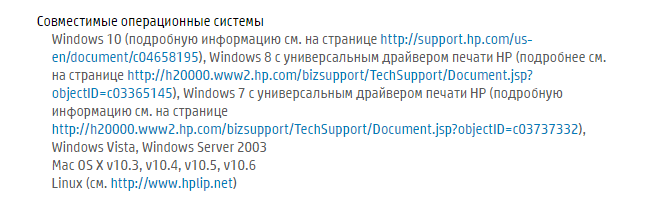 Совместимые операционные системы
Windows 10 (подробную информацию см. на странице http://support.hp.com/us-
en/document/c04658195), Windows 8 с универсальным драйвером печати HP (подробнее см.
на странице http://h20000.www2.hp.com/bizsupport/TechSupport/Document.jsp?
objectID=c03365145), Windows 7 с универсальным драйвером печати HP (подробную
информацию см. на странице
http://h20000.www2.hp.com/bizsupport/TechSupport/Document.jsp?objectID=c03737332),
Windows Vista, Windows Server 2003
Mac OS X v10.3, v10.4, v10.5, v10.6
Linux (см. http://www.hplip.net)